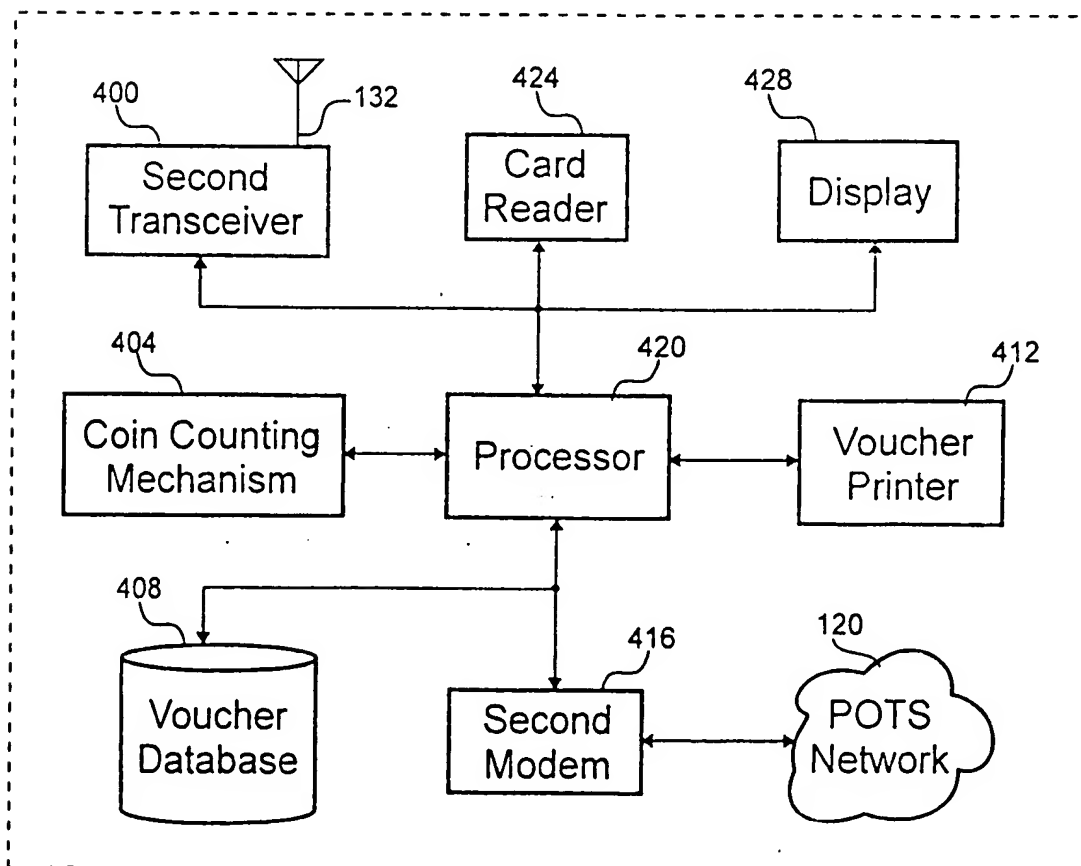 400
132
Second
Transceiver
424
Card
Reader
428
Display
404
Coin Counting
Mechanism
420
Processor
412
Voucher
Printer
408
Voucher
Database
416
Second
Modem
120
POTS
Network